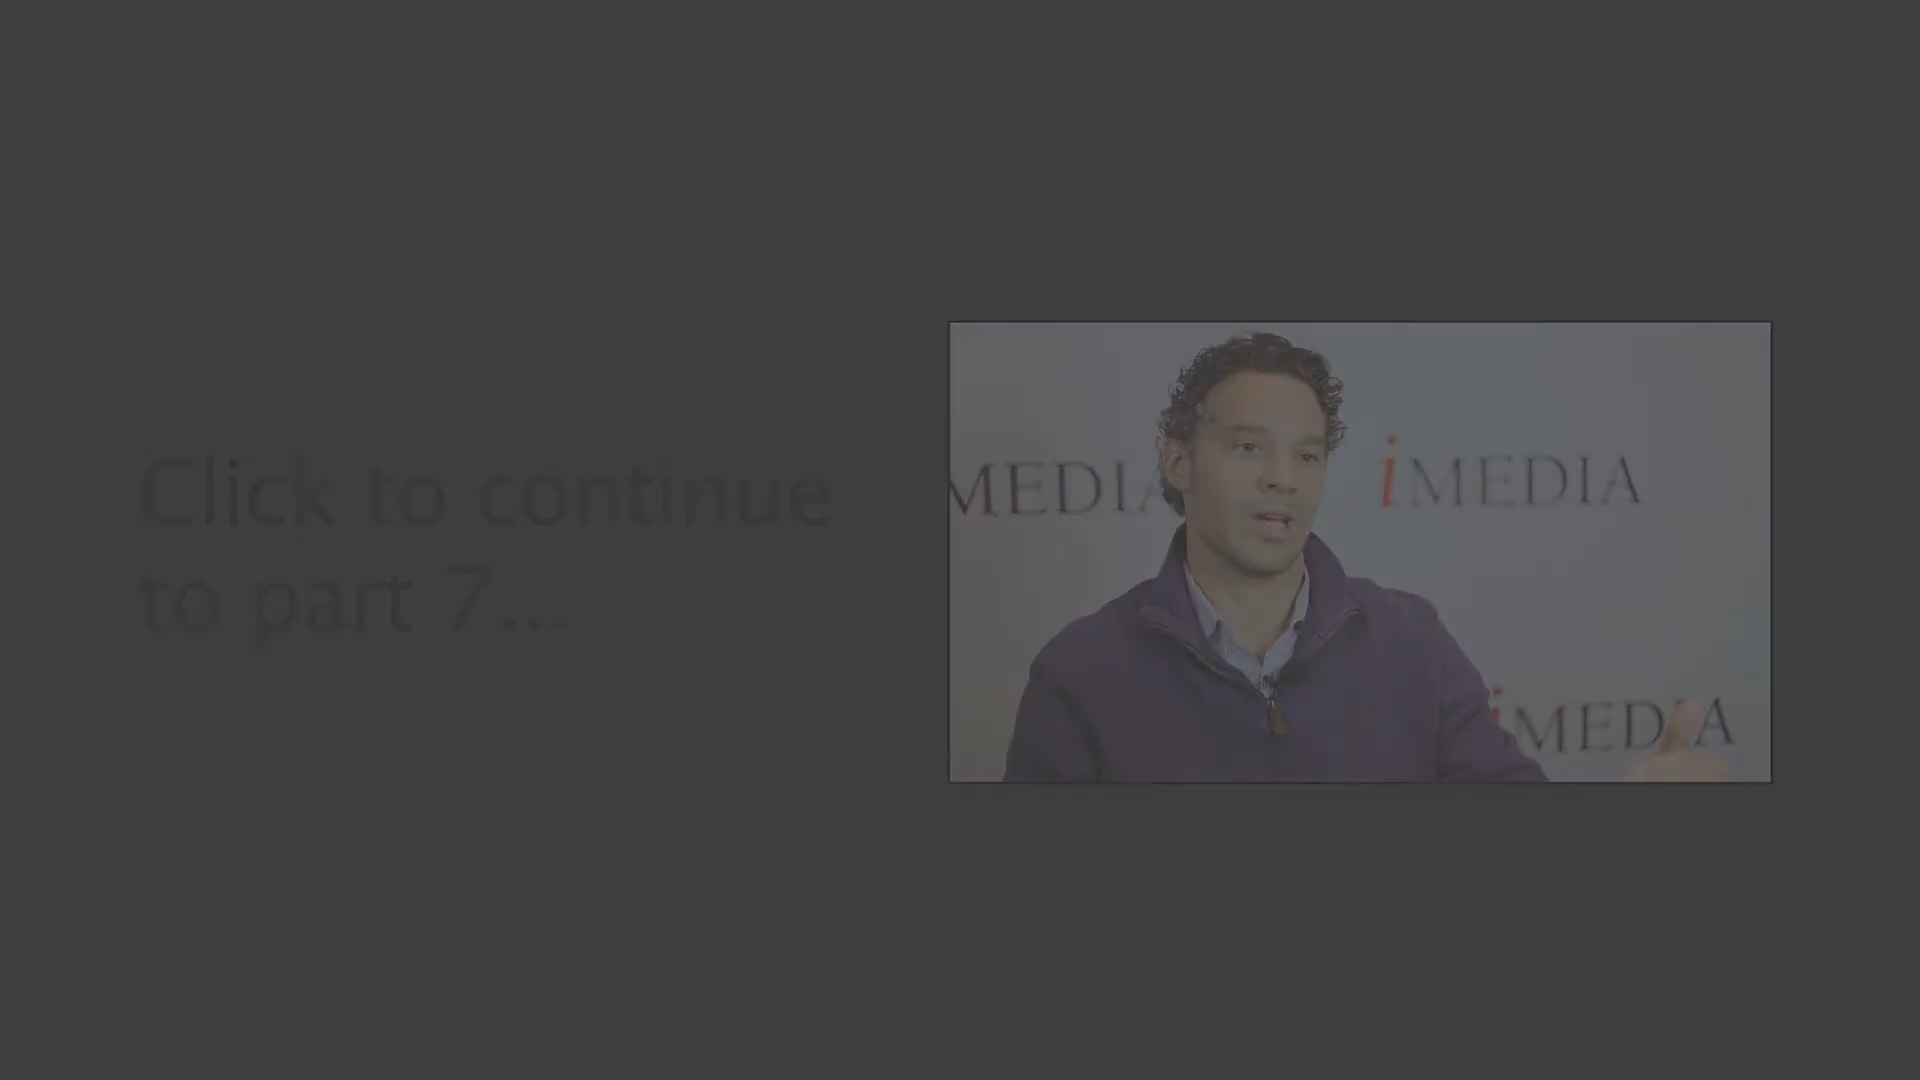 Click to continue
to part 7...
MEDIA
iMEDIA
iMEDIA